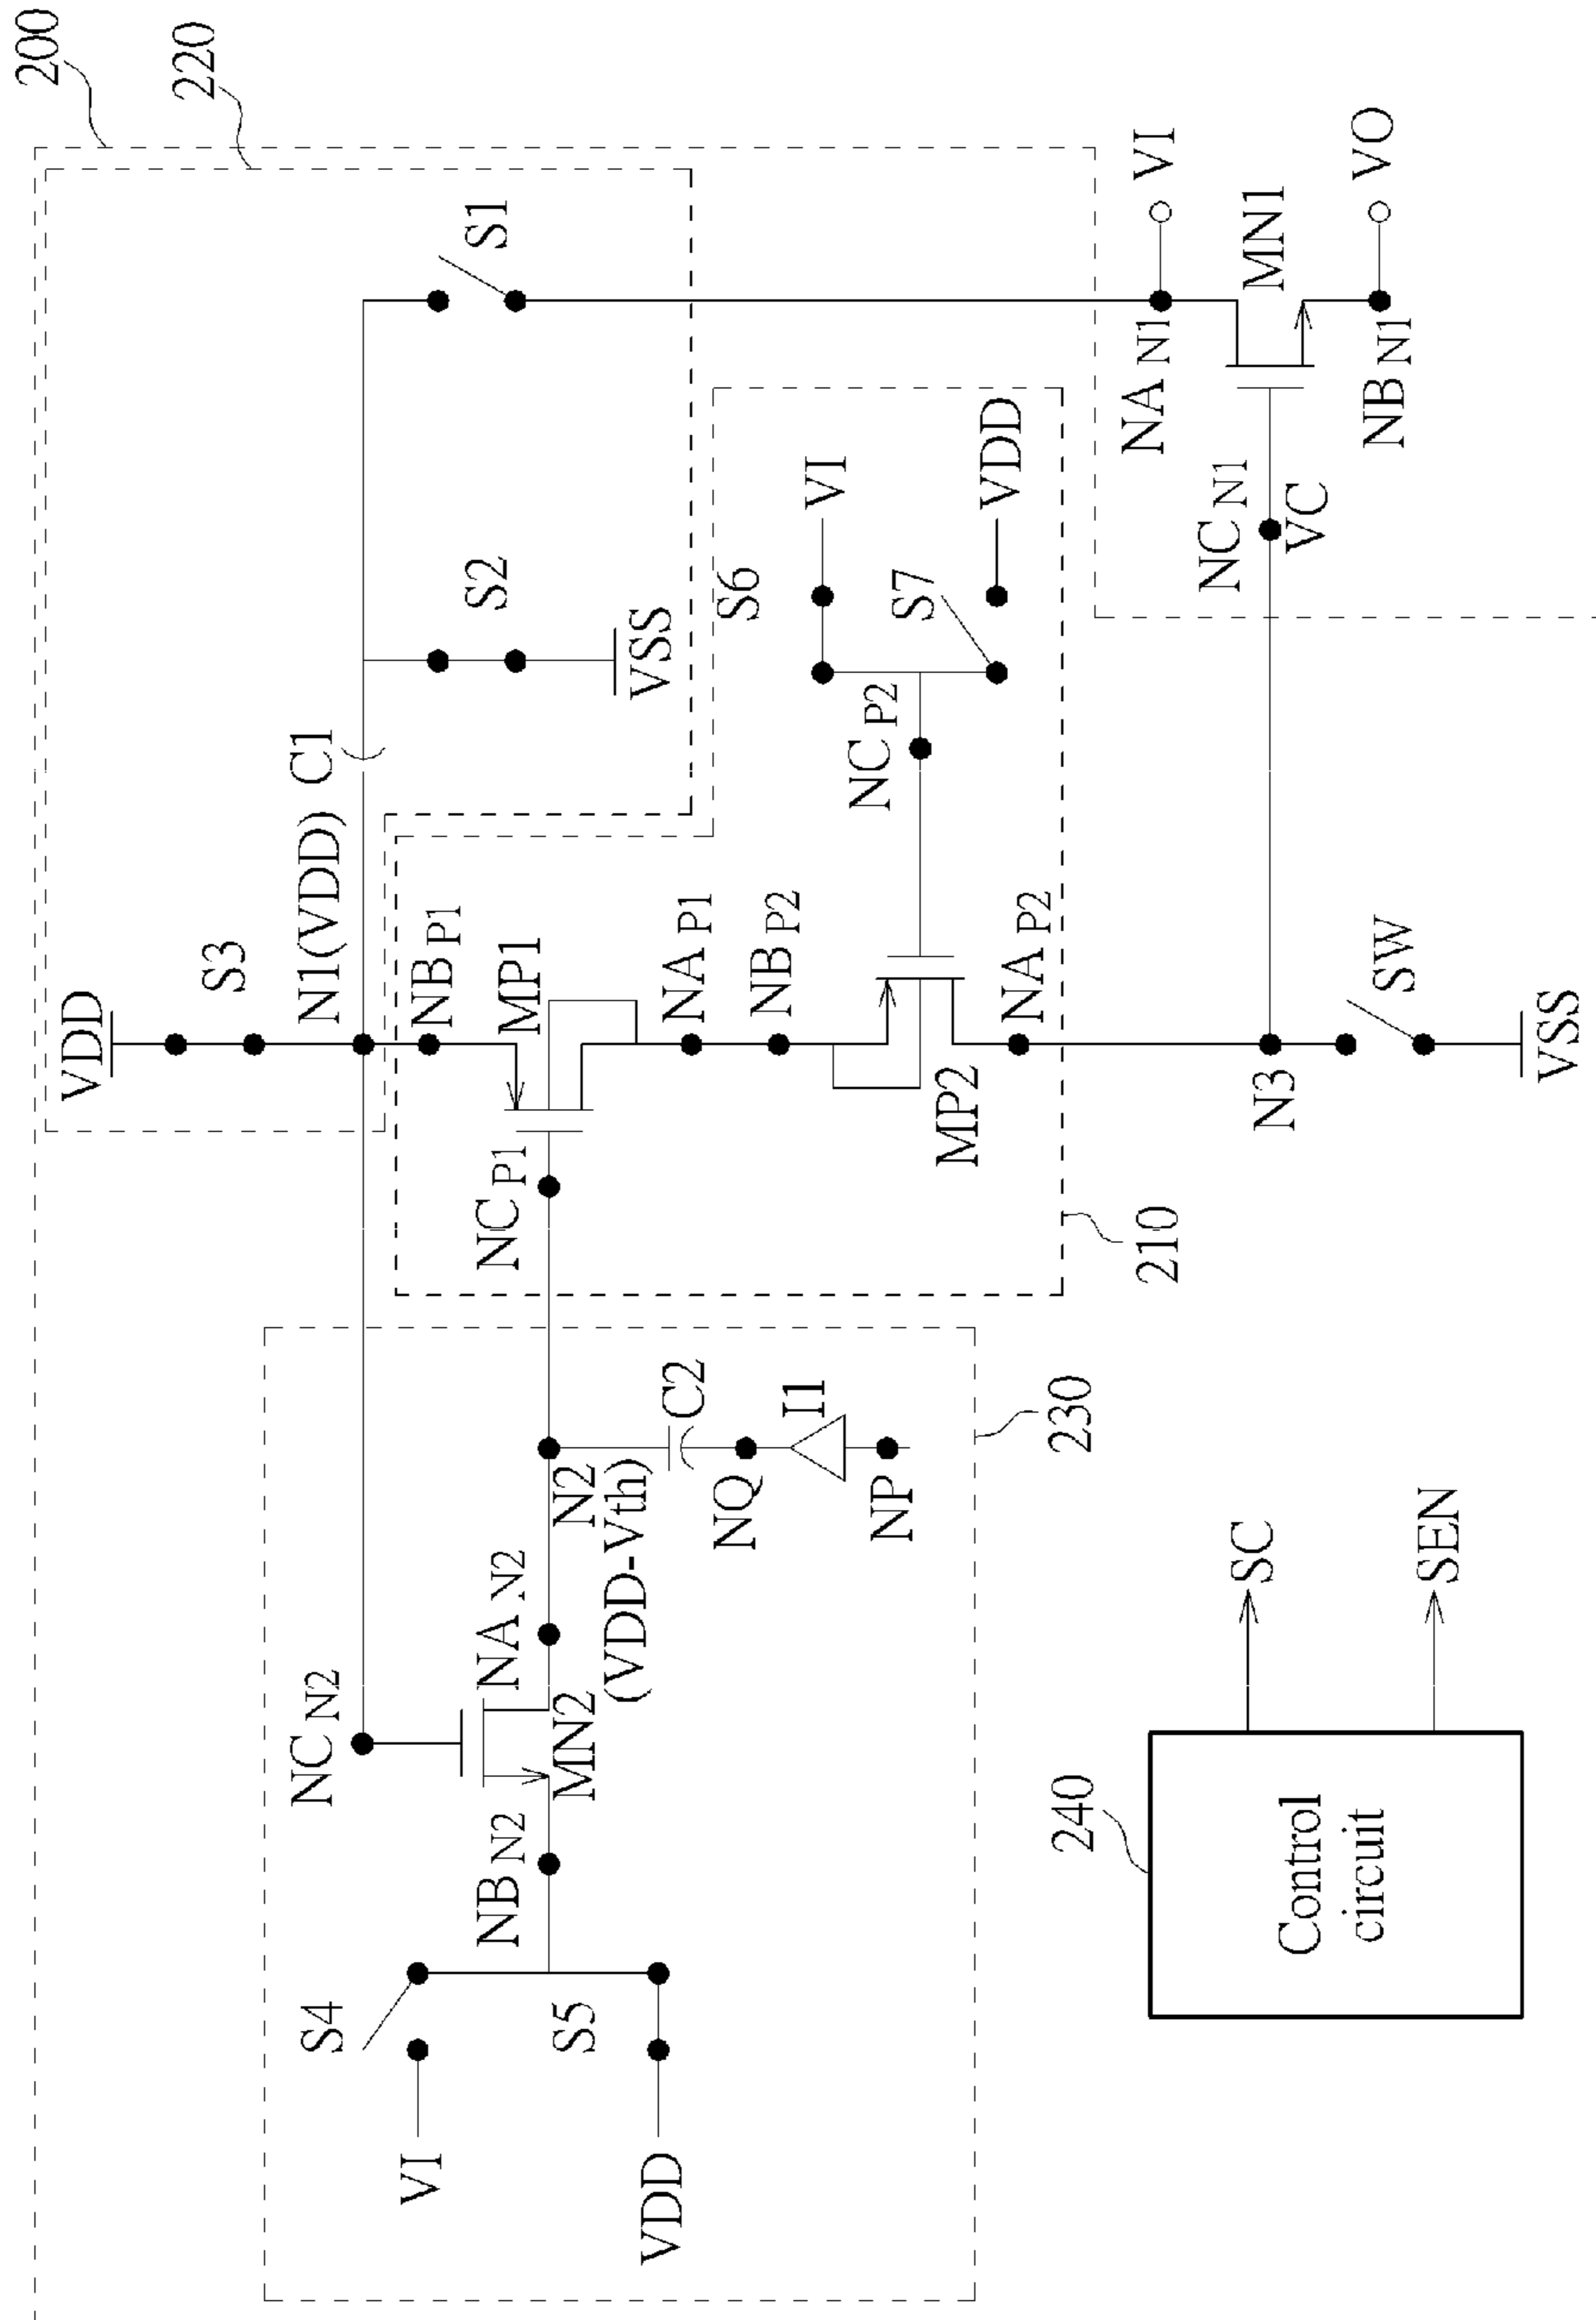 200
220
VDD
S3
N1(VDD)
C1
S2
VSS
S1
NC N2
NB P1
MP1
NC P1
NA P1
NB P2
MP2
NA P2
NC P2
S6
VI
S7
VDD
210
S4
VI
S5
VDD
NB N2
MN2
NA N2
N2
(VDD-Vth)
C2
NQ
I1
NP
230
N3
SW
VSS
NC N1
VC
NA N1
VI
MN1
NB N1
VO
240
Control
circuit
SC
SEN